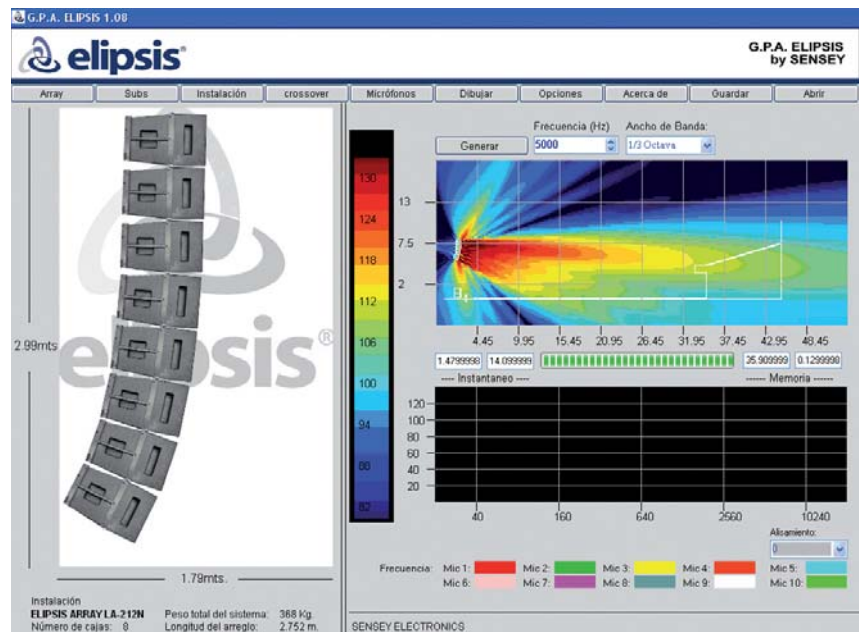 G.P.A. ELIPSIS 1.08
elipsis®
G.P.A. ELIPSIS
by SENSEY
Array Subs Instalación crossover Micrófonos Dibujar Opciones Acerca de Guardar Abrir
Frecuencia (Hz) Ancho de Banda:
Generar 5000 1/3 Octava
130
124
118
112
106
100
94
88
82
13
7.5
2
4.45 9.95 15.45 20.95 26.45 31.95 37.45 42.95 48.45
1.4799998 14.099999 35.909999 0.1299998
---- Instantaneo ---- ------ Memoria ------
120
100
80
60
40
20
40 160 640 2560 10240
Alisamiento:
0
Frecuencia: Mic 1: Mic 2: Mic 3: Mic 4: Mic 5:
Mic 6: Mic 7: Mic 8: Mic 9: Mic 10:
elipsis®
2.99mts
1.79mts.
Instalación
ELIPSIS ARRAY LA-212N Peso total del sistema: 368 Kg.
Número de cajas: 8 Longitud del arreglo: 2.752 m.
SENSEY ELECTRONICS